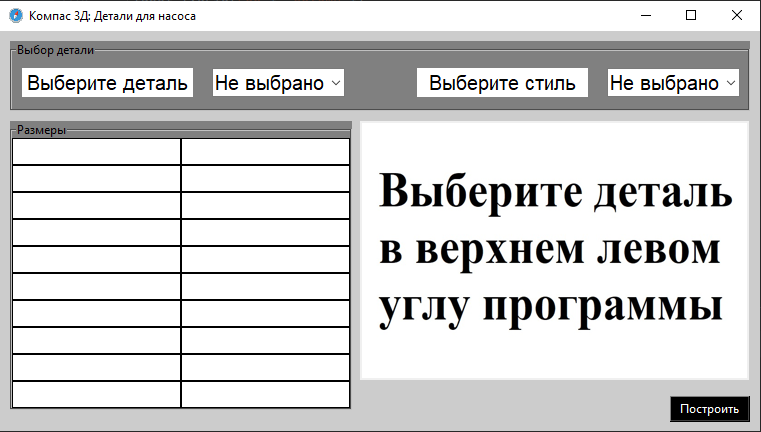 Компас 3Д: Детали для насоса
Выбор детали
Выберите деталь
Не выбрано
Выберите стиль
Не выбрано
Размеры
Выберите деталь
в верхнем левом
углу программы
Построить